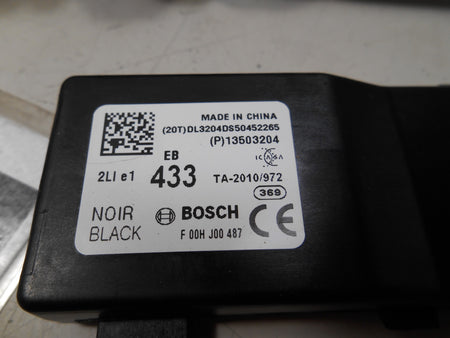 MADE IN CHINA
(20T)DL3204DS50452265
(P)13503204
EB
ICASA
2LI e1 433 TA-2010/972
369
NOIR BOSCH CE
BLACK F 00H J00 487